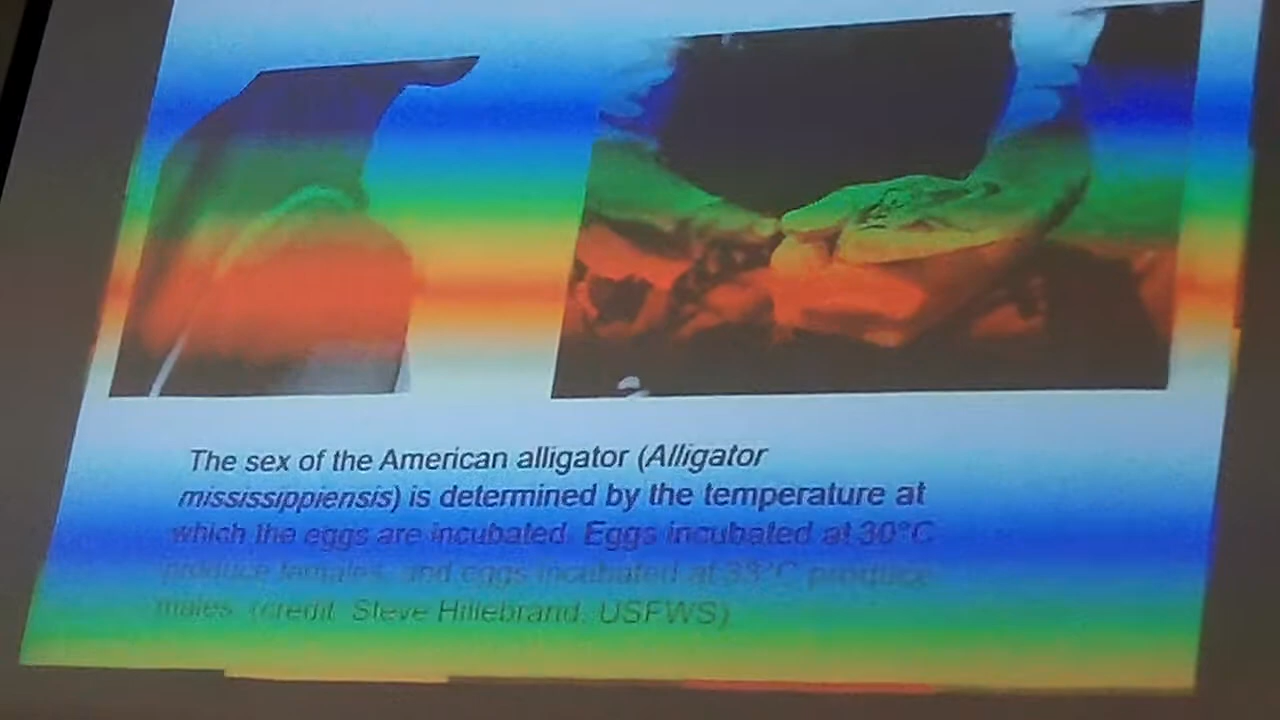 The sex of the American alligator (Alligator
mississippiensis) is determined by the temperature at
which the eggs are incubated. Eggs incubated at 30°C
produce females, and eggs incubated at 33°C produce
males. (credit: Steve Hillebrand, USFWS)